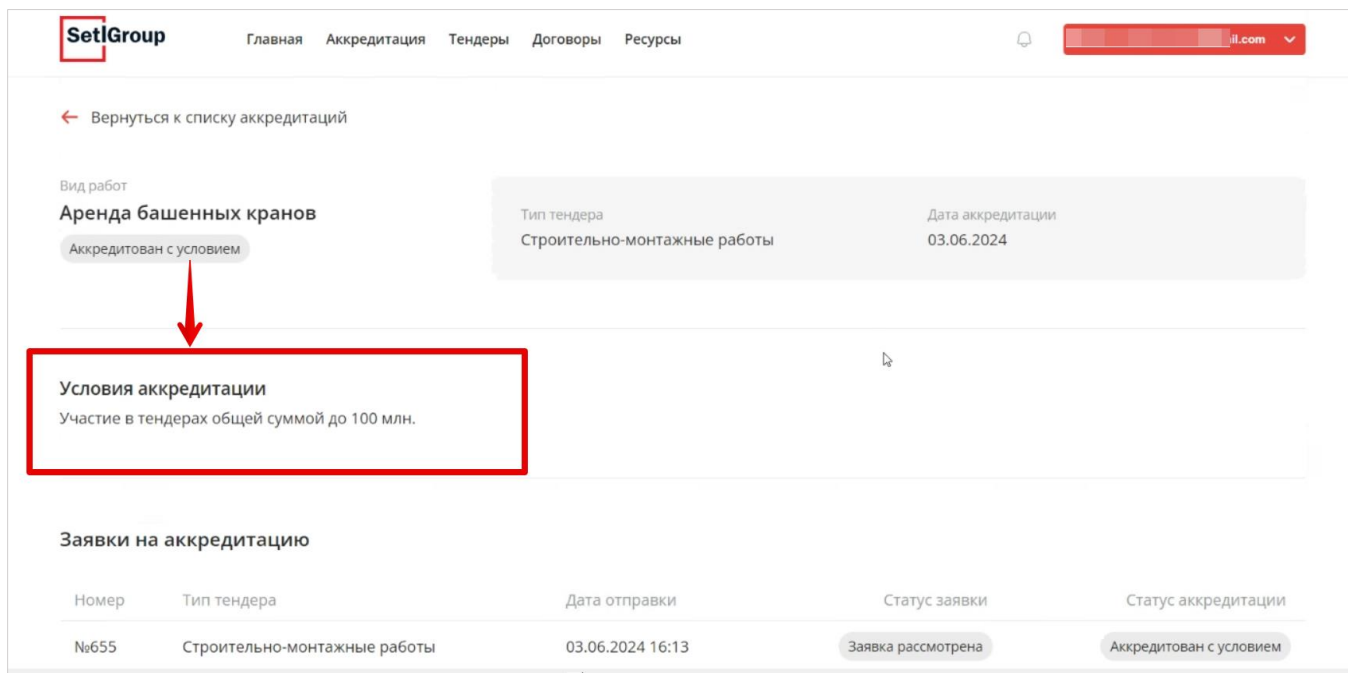 SetlGroup
Главная Аккредитация Тендеры Договоры Ресурсы
il.com
Вернуться к списку аккредитаций
Вид работ
Аренда башенных кранов
Аккредитован с условием
Тип тендера
Строительно-монтажные работы
Дата аккредитации
03.06.2024
Условия аккредитации
Участие в тендерах общей суммой до 100 млн.
Заявки на аккредитацию
Номер Тип тендера Дата отправки Статус заявки Статус аккредитации
№655 Строительно-монтажные работы 03.06.2024 16:13 Заявка рассмотрена Аккредитован с условием